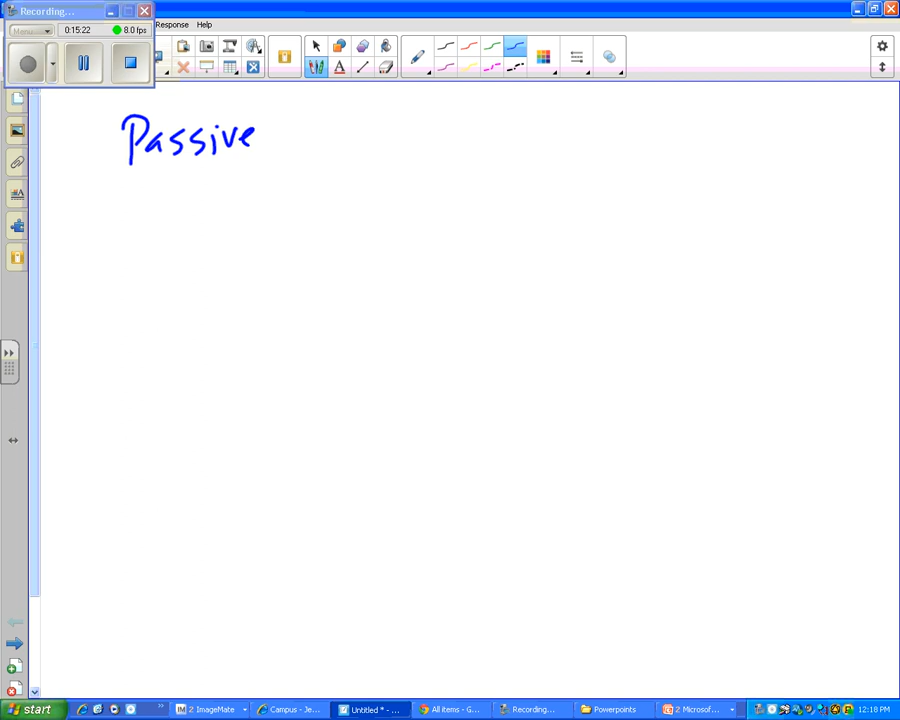 Recording...
Menu
0:15:22
8.0 fps
Response Help
A
Passive
start
2 ImageMate
Campus - Je...
Untitled * - ...
All items - G...
Recording...
Powerpoints
2 Microsof...
12:18 PM